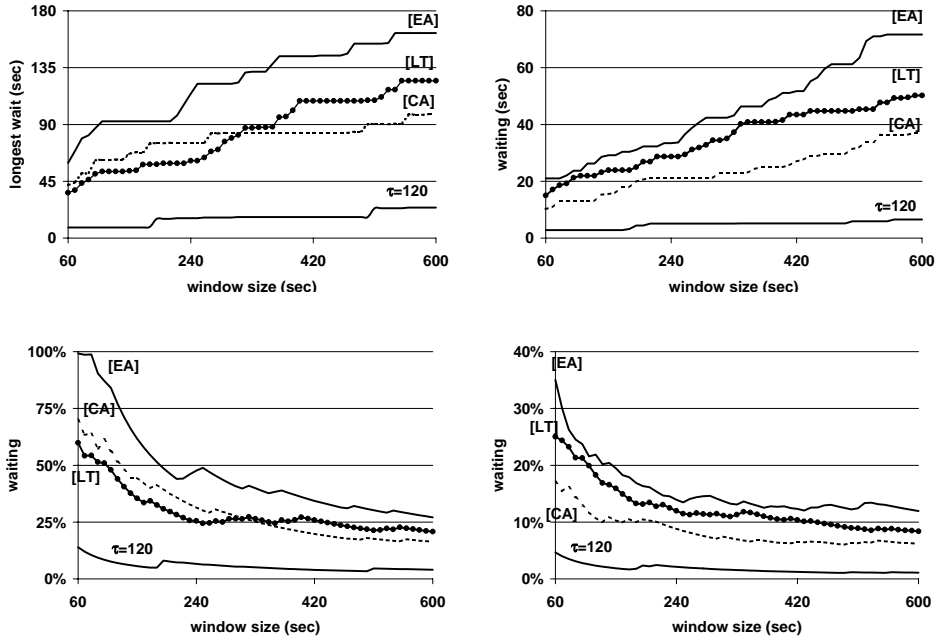 180
135
90
45
0
longest wait (sec)
[EA]
[LT]
[CA]
τ=120
60
240
420
600
window size (sec)
80
60
40
20
0
waiting (sec)
[EA]
[LT]
[CA]
τ=120
60
240
420
600
window size (sec)
100%
75%
50%
25%
0%
waiting
[EA]
[CA]
[LT]
τ=120
60
240
420
600
window size (sec)
40%
30%
20%
10%
0%
waiting
[EA]
[LT]
[CA]
τ=120
60
240
420
600
window size (sec)